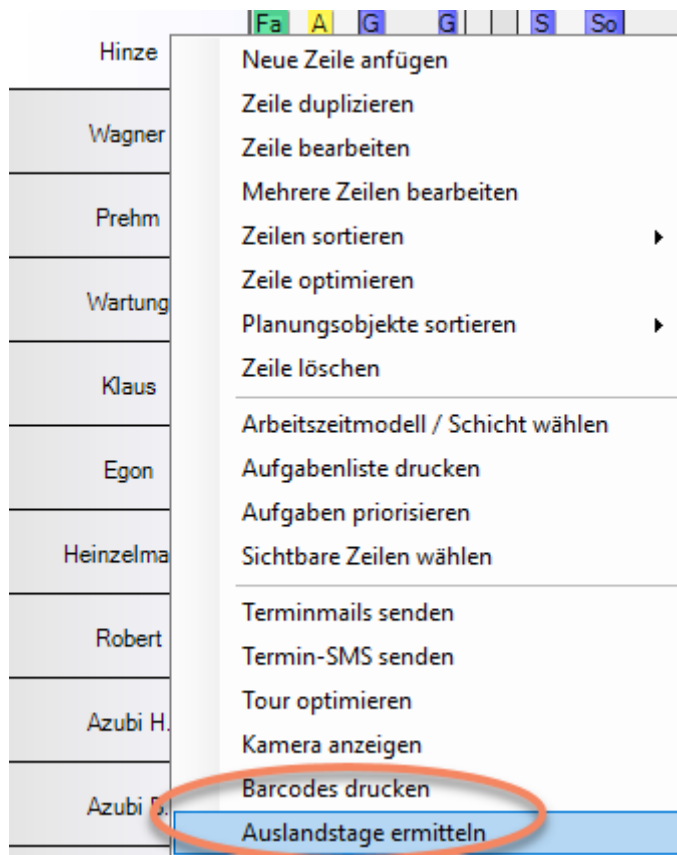 Fa A G G S So
Hinze
Wagner
Prehm
Wartung
Klaus
Egon
Heinzelma
Robert
Azubi H.
Azubi B.
Neue Zeile anfügen
Zeile duplizieren
Zeile bearbeiten
Mehrere Zeilen bearbeiten
Zeilen sortieren
Zeile optimieren
Planungsobjekte sortieren
Zeile löschen
Arbeitszeitmodell / Schicht wählen
Aufgabenliste drucken
Aufgaben priorisieren
Sichtbare Zeilen wählen
Terminmails senden
Termin-SMS senden
Tour optimieren
Kamera anzeigen
Barcodes drucken
Auslandstage ermitteln